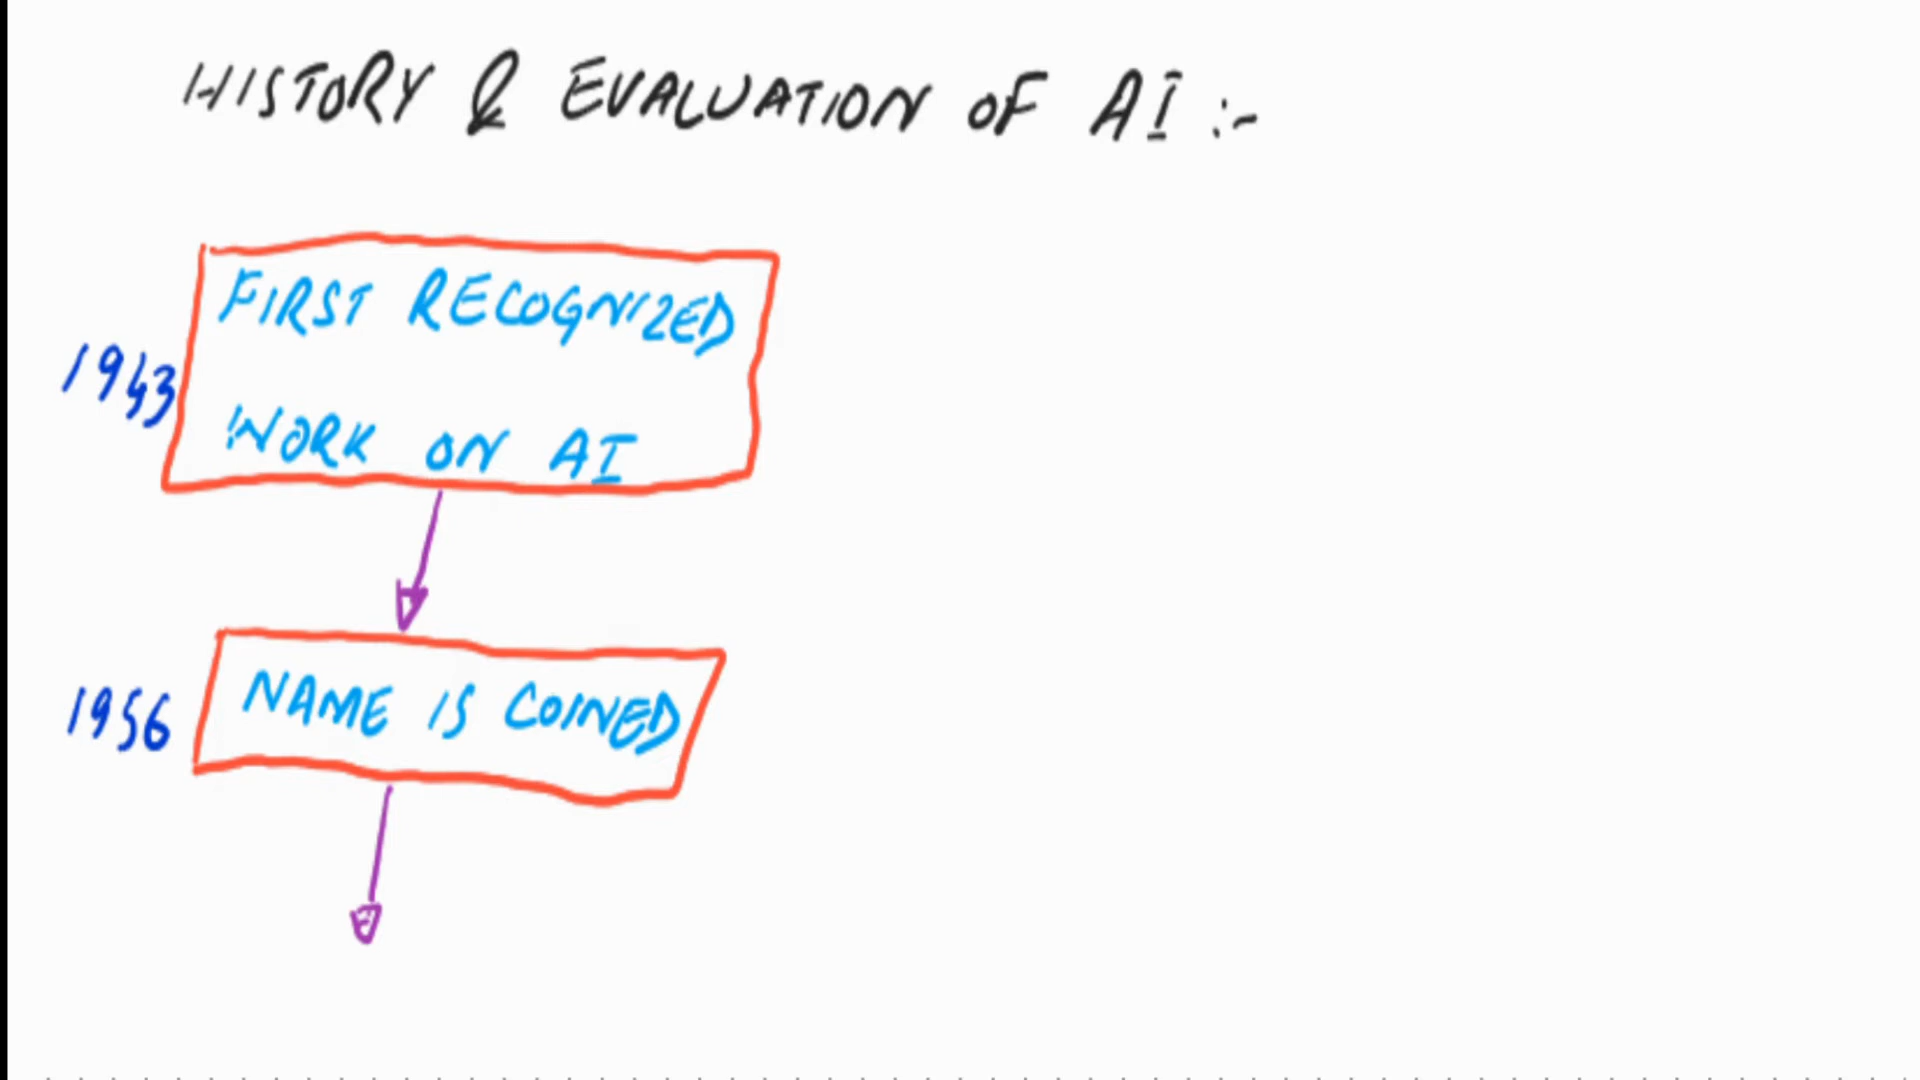 HISTORY & EVALUATION OF AI :-
FIRST RECOGNIZED
1943
WORK ON AI
1956
NAME IS COINED